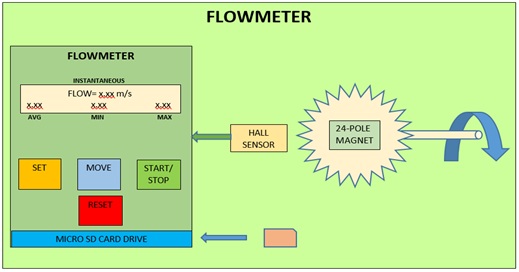 FLOWMETER
FLOWMETER
INSTANTANEOUS
FLOW= x.xx m/s
x.xx x.xx x.xx
AVG MIN MAX
HALL
SENSOR
24-POLE
MAGNET
SET MOVE START/
STOP
RESET
MICRO SD CARD DRIVE